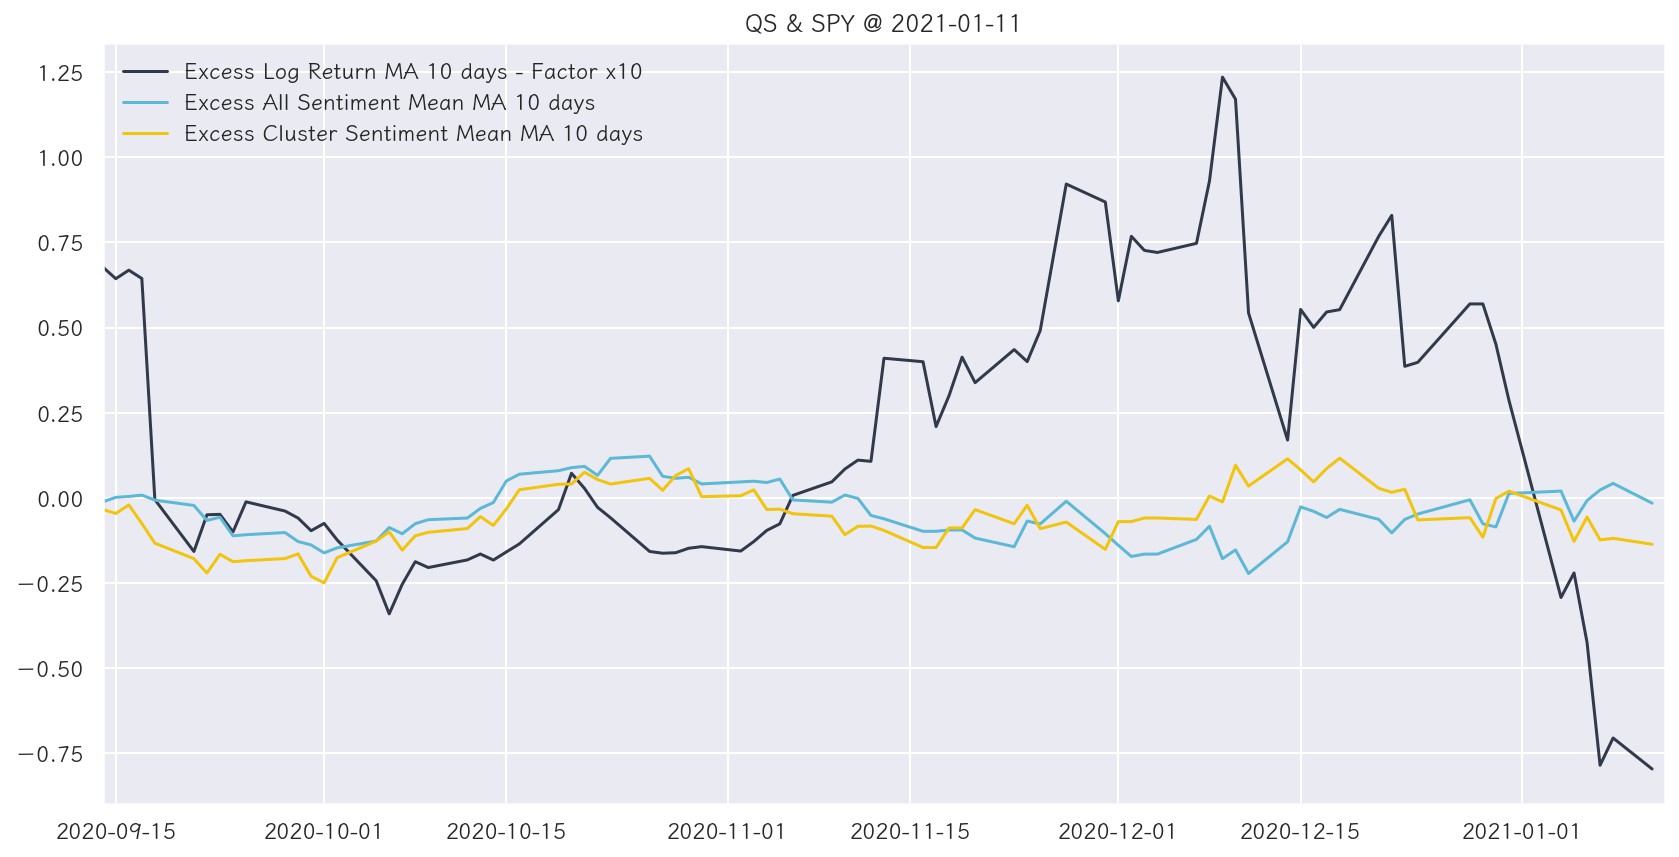 QS & SPY @ 2021-01-11
Excess Log Return MA 10 days - Factor x10
Excess All Sentiment Mean MA 10 days
Excess Cluster Sentiment Mean MA 10 days
1.25
1.00
0.75
0.50
0.25
0.00
−0.25
−0.50
−0.75
2020-09-15 2020-10-01 2020-10-15 2020-11-01 2020-11-15 2020-12-01 2020-12-15 2021-01-01